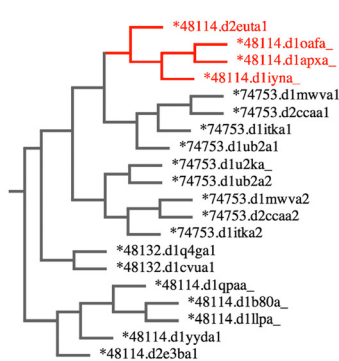 *48114.d2euta1
*48114.d1oafa_
*48114.d1apxa_
*48114.d1iyna_
*74753.d1mwva1
*74753.d2ccaa1
*74753.d1itka1
*74753.d1ub2a1
*74753.d1u2ka_
*74753.d1ub2a2
*74753.d1mwva2
*74753.d2ccaa2
*74753.d1itka2
*48132.d1q4ga1
*48132.d1cvua1
*48114.d1qpaa_
*48114.d1b80a_
*48114.d1llpa_
*48114.d1yyda1
*48114.d2e3ba1